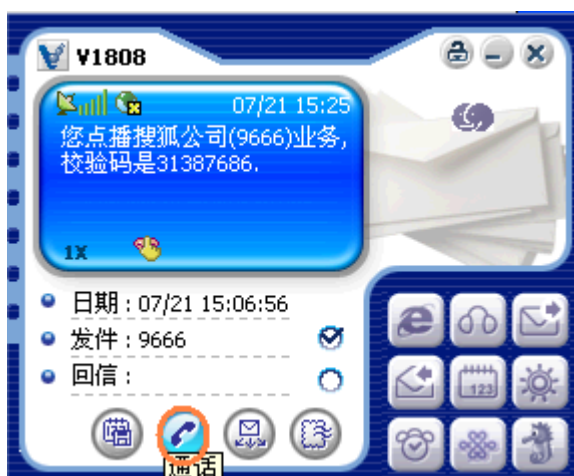 V1808
07/21 15:25
您点播搜狐公司(9666)业务,
校验码是31387686.
1X
日期 : 07/21 15:06:56
发件 : 9666
回信 :
123
通话